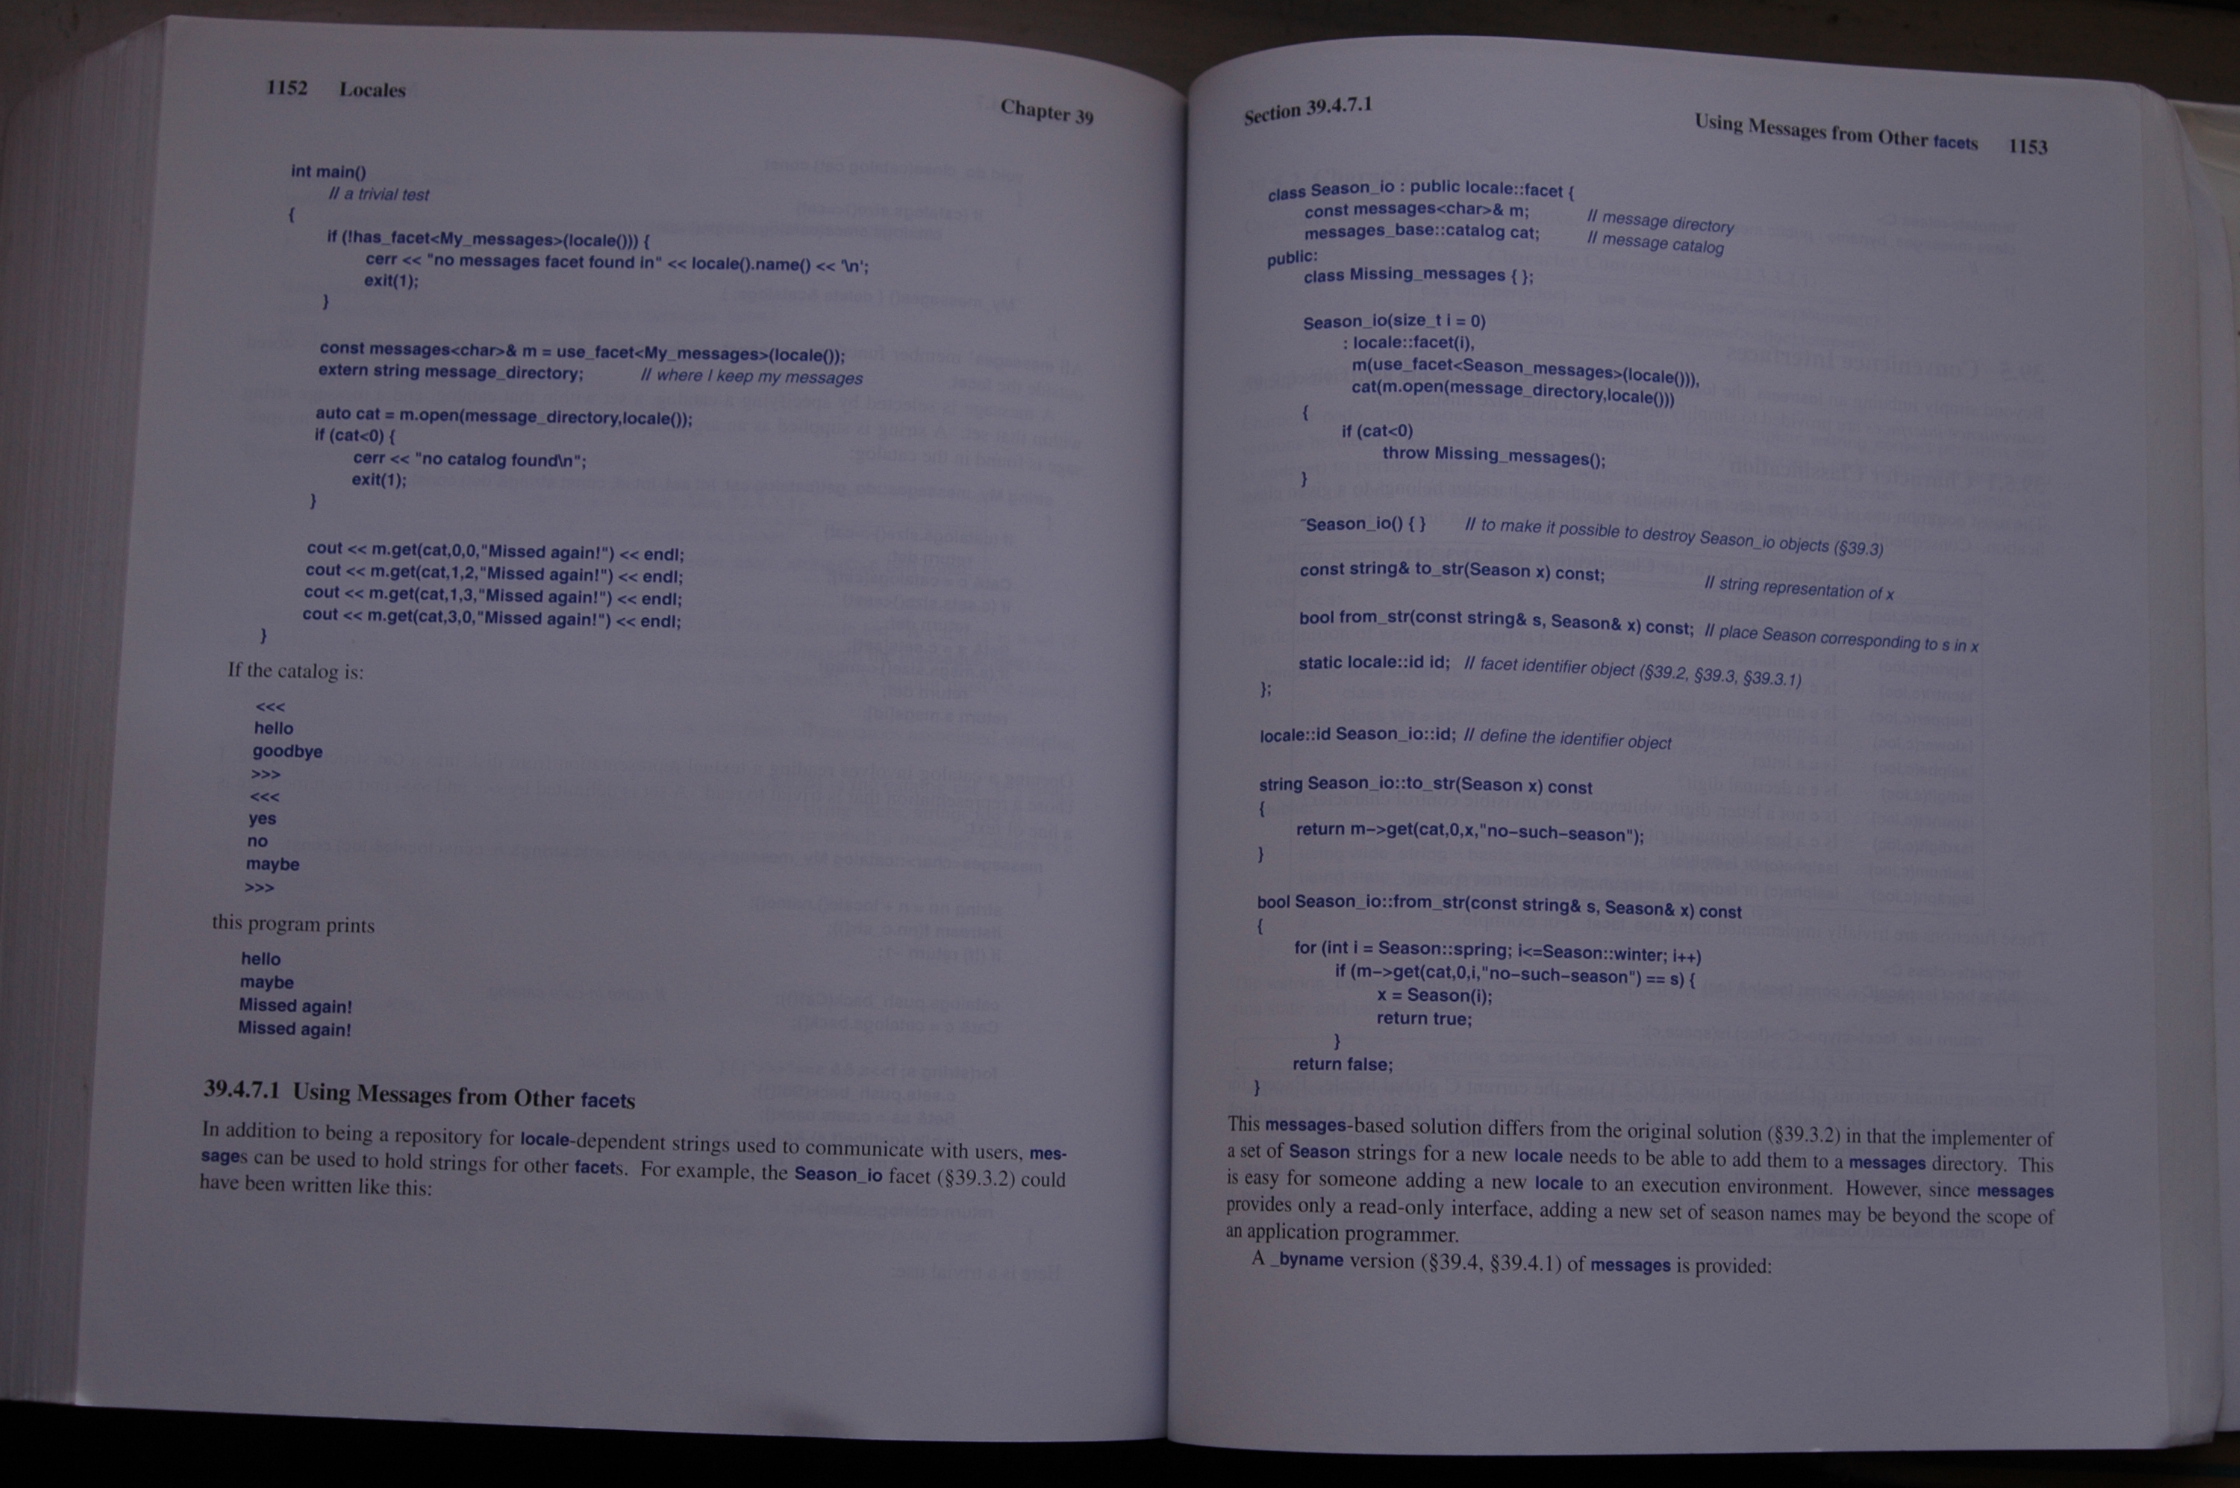 1152 Locales Chapter 39
int main()
// a trivial test
{
if (!has_facet<My_messages>(locale())) {
cerr << "no messages facet found in" << locale().name() << '\n';
exit(1);
}
const messages<char>& m = use_facet<My_messages>(locale());
extern string message_directory; // where I keep my messages
auto cat = m.open(message_directory,locale());
if (cat<0) {
cerr << "no catalog found\n";
exit(1);
}
cout << m.get(cat,0,0,"Missed again!") << endl;
cout << m.get(cat,1,2,"Missed again!") << endl;
cout << m.get(cat,1,3,"Missed again!") << endl;
cout << m.get(cat,3,0,"Missed again!") << endl;
}
If the catalog is:
<<<
hello
goodbye
>>>
<<<
yes
no
maybe
>>>
this program prints
hello
maybe
Missed again!
Missed again!
39.4.7.1 Using Messages from Other facets
In addition to being a repository for locale-dependent strings used to communicate with users, mes-
sages can be used to hold strings for other facets. For example, the Season_io facet (§39.3.2) could
have been written like this:
Section 39.4.7.1 Using Messages from Other facets 1153
class Season_io : public locale::facet {
const messages<char>& m; // message directory
messages_base::catalog cat; // message catalog
public:
class Missing_messages { };
Season_io(size_t i = 0)
: locale::facet(i),
m(use_facet<Season_messages>(locale())),
cat(m.open(message_directory,locale()))
{
if (cat<0)
throw Missing_messages();
}
~Season_io() { } // to make it possible to destroy Season_io objects (§39.3)
const string& to_str(Season x) const; // string representation of x
bool from_str(const string& s, Season& x) const; // place Season corresponding to s in x
static locale::id id; // facet identifier object (§39.2, §39.3, §39.3.1)
};
locale::id Season_io::id; // define the identifier object
string Season_io::to_str(Season x) const
{
return m->get(cat,0,x,"no-such-season");
}
bool Season_io::from_str(const string& s, Season& x) const
{
for (int i = Season::spring; i<=Season::winter; i++)
if (m->get(cat,0,i,"no-such-season") == s) {
x = Season(i);
return true;
}
return false;
}
This messages-based solution differs from the original solution (§39.3.2) in that the implementer of
a set of Season strings for a new locale needs to be able to add them to a messages directory. This
is easy for someone adding a new locale to an execution environment. However, since messages
provides only a read-only interface, adding a new set of season names may be beyond the scope of
an application programmer.
A _byname version (§39.4, §39.4.1) of messages is provided: